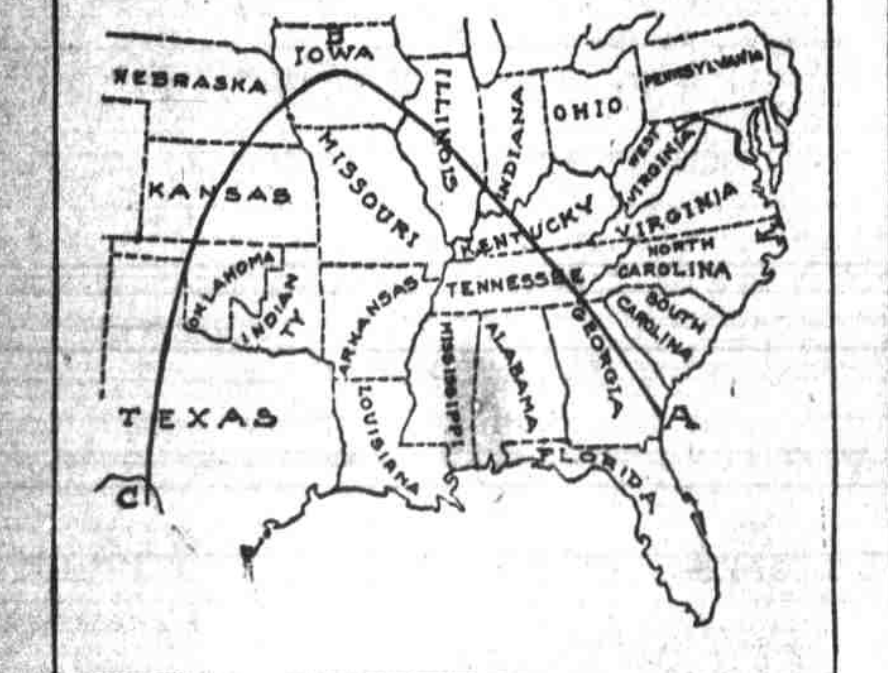 B
IOWA
NEBRASKA
PENNSYLVANIA
ILLINOIS
INDIANA
OHIO
WEST
VIRGINIA
MISSOURI
KANSAS
VIRGINIA
KENTUCKY
NORTH
CAROLINA
OKLAHOMA
INDIAN
TY
TENNESSEE
ARKANSAS
SOUTH
CAROLINA
GEORGIA
MISSISSIPPI
ALABAMA
TEXAS
LOUISIANA
A
FLORIDA
C